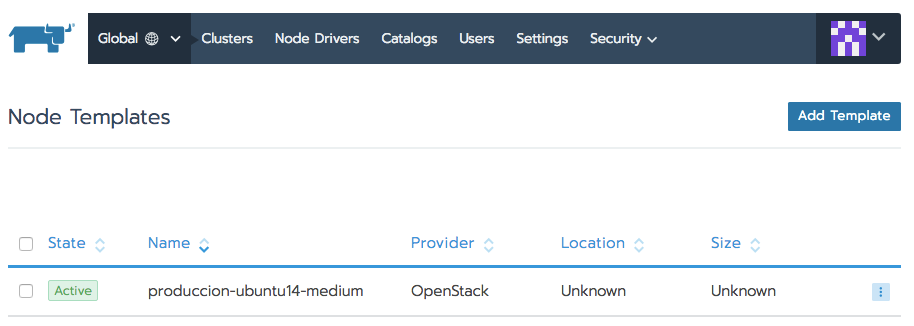 Global Clusters Node Drivers Catalogs Users Settings Security
Node Templates Add Template
State Name Provider Location Size
Active produccion-ubuntu14-medium OpenStack Unknown Unknown